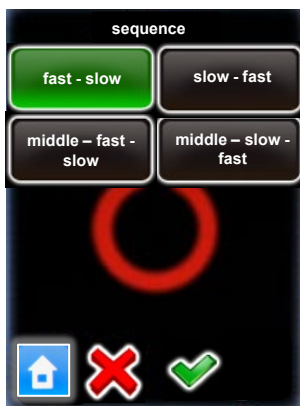 sequence
fast - slow
slow - fast
middle – fast -
slow
middle – slow -
fast